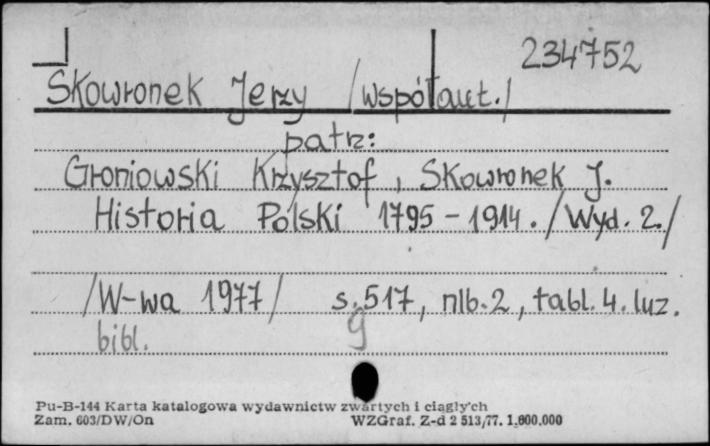 234752
Skowronek Jerzy /współaut./
patrz:
Groniowski Krzysztof, Skowronek J.
Historia Polski 1795-1914. /Wyd. 2./
/W-wa 1977/ s. 517, nlb. 2, tabl. 4. luz.
bibl. g
Pu-B-144 Karta katalogowa wydawnictw zwartych i ciągłych
Zam. 603/DW/On WZGraf. Z-d 2 513/77. 1.600.000